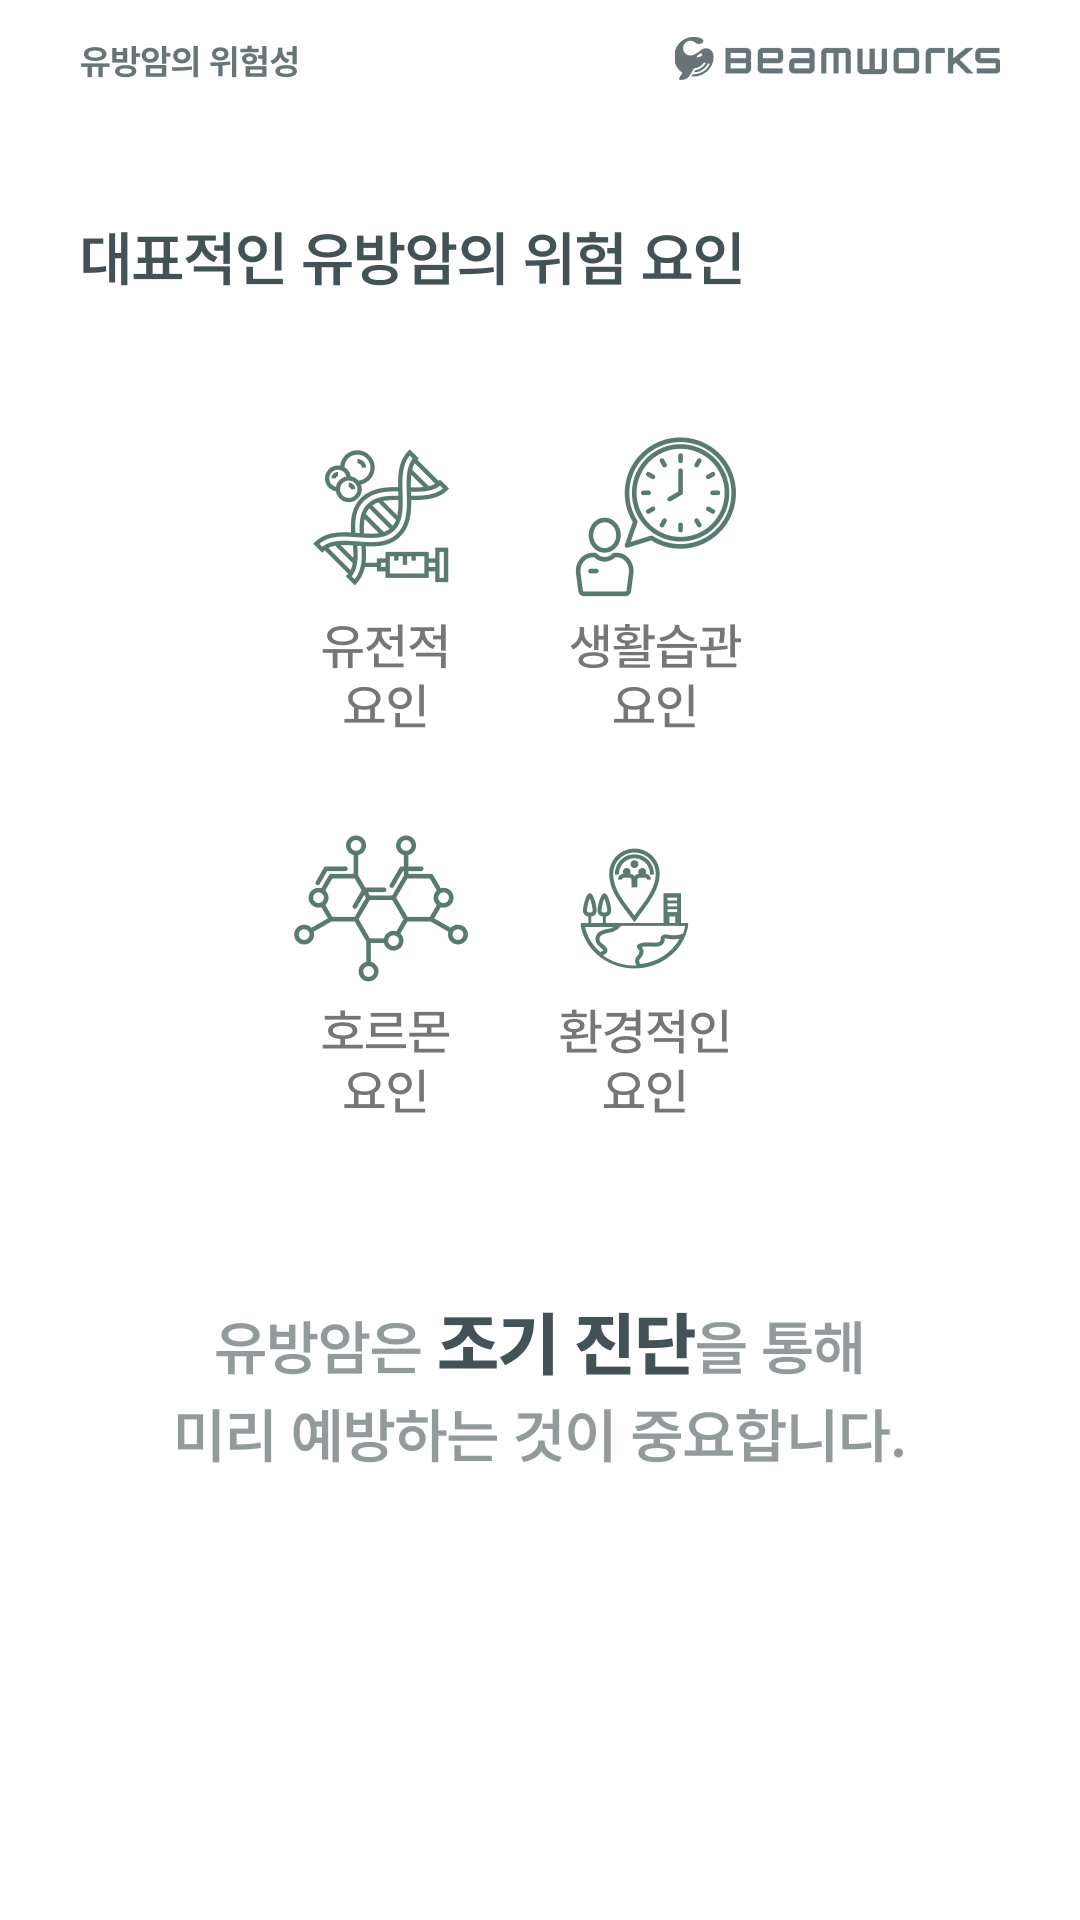 유방암의 위험성
BEAMWORKS
대표적인 유방암의 위험 요인
유전적
요인
생활습관
요인
호르몬
요인
환경적인
요인
유방암은 조기 진단을 통해
미리 예방하는 것이 중요합니다.